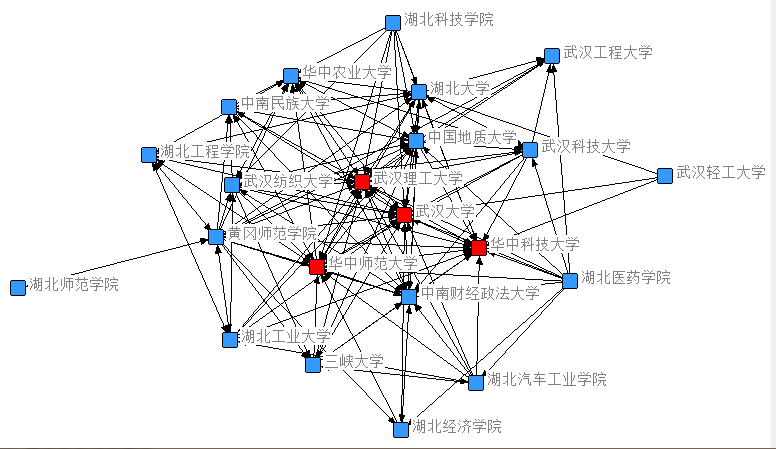 湖北科技学院
武汉工程大学
华中农业大学
湖北大学
中南民族大学
中国地质大学
武汉科技大学
湖北工程学院
武汉理工大学
武汉轻工大学
武汉纺织大学
武汉大学
黄冈师范学院
华中科技大学
华中师范大学
湖北医药学院
湖北师范学院
中南财经政法大学
湖北工业大学
三峡大学
湖北汽车工业学院
湖北经济学院